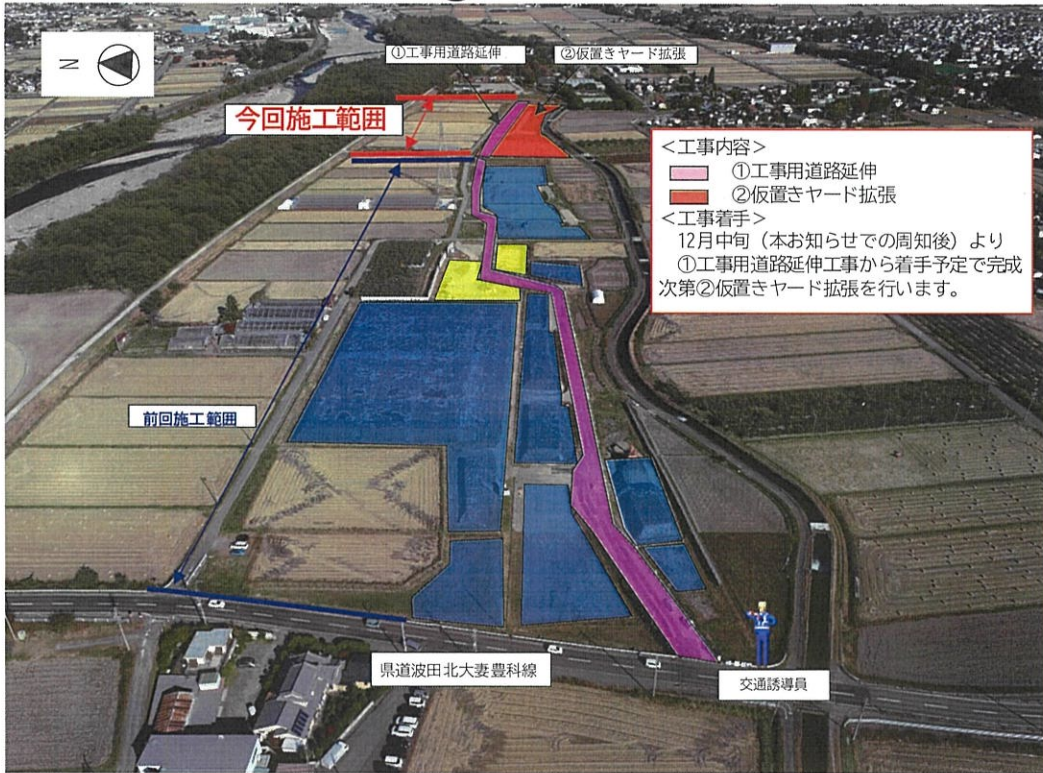 N
①工事用道路延伸
②仮置きヤード拡張
今回施工範囲
<工事内容>
①工事用道路延伸
②仮置きヤード拡張
<工事着手>
12月中旬（本お知らせでの周知後）より
①工事用道路延伸工事から着手予定で完成
次第②仮置きヤード拡張を行います。
前回施工範囲
県道波田北大妻豊科線
交通誘導員